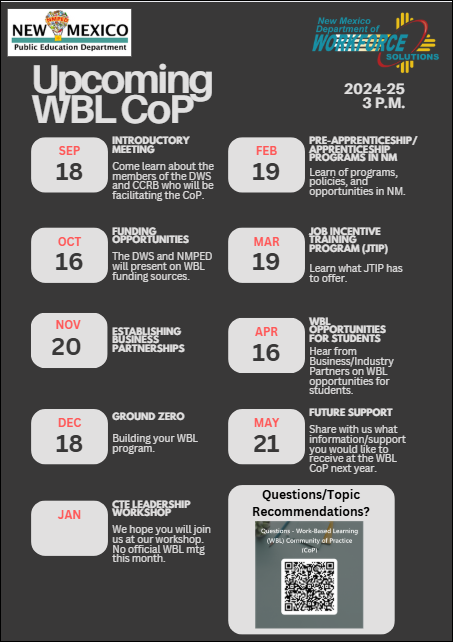 NMPED
NEW MEXICO
Public Education Department
New Mexico
Department of
WORKFORCE
SOLUTIONS
Upcoming
WBL CoP
2024-25
3 P.M.
SEP
18
INTRODUCTORY
MEETING
Come learn about the
members of the DWS
and CCRB who will be
facilitating the CoP.
OCT
16
FUNDING
OPPORTUNITIES
The DWS and NMPED
will present on WBL
funding sources.
NOV
20
ESTABLISHING
BUSINESS
PARTNERSHIPS
DEC
18
GROUND ZERO
Building your WBL
program.
JAN
CTE LEADERSHIP
WORKSHOP
We hope you will join
us at our workshop.
No official WBL mtg
this month.
FEB
19
PRE-APPRENTICESHIP/
APPRENTICESHIP
PROGRAMS IN NM
Learn of programs,
policies, and
opportunities in NM.
MAR
19
JOB INCENTIVE
TRAINING
PROGRAM (JTIP)
Learn what JTIP has
to offer.
APR
16
WBL
OPPORTUNITIES
FOR STUDENTS
Hear from
Business/Industry
Partners on WBL
opportunities for
students.
MAY
21
FUTURE SUPPORT
Share with us what
information/support
you would like to
receive at the WBL
CoP next year.
Questions/Topic
Recommendations?
Questions - Work-Based Learning
(WBL) Community of Practice
(CoP)